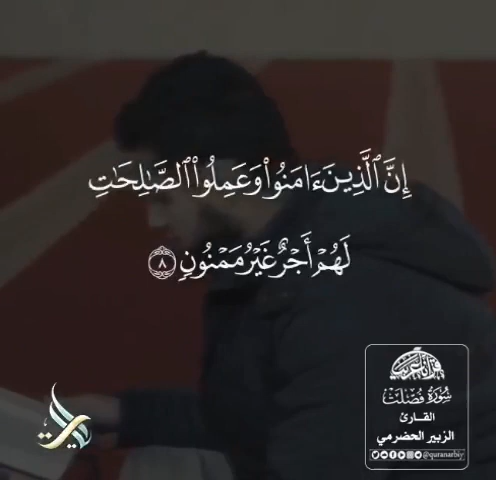 إِنَّ ٱلَّذِينَ ءَامَنُوا۟ وَعَمِلُوا۟ ٱلصَّـٰلِحَـٰتِ
لَهُمْ أَجْرٌ غَيْرُ مَمْنُونٍ ٨
سُورَة فُصِّلَتْ
القارئ
الزبير الحضرمي
@quranarbiy